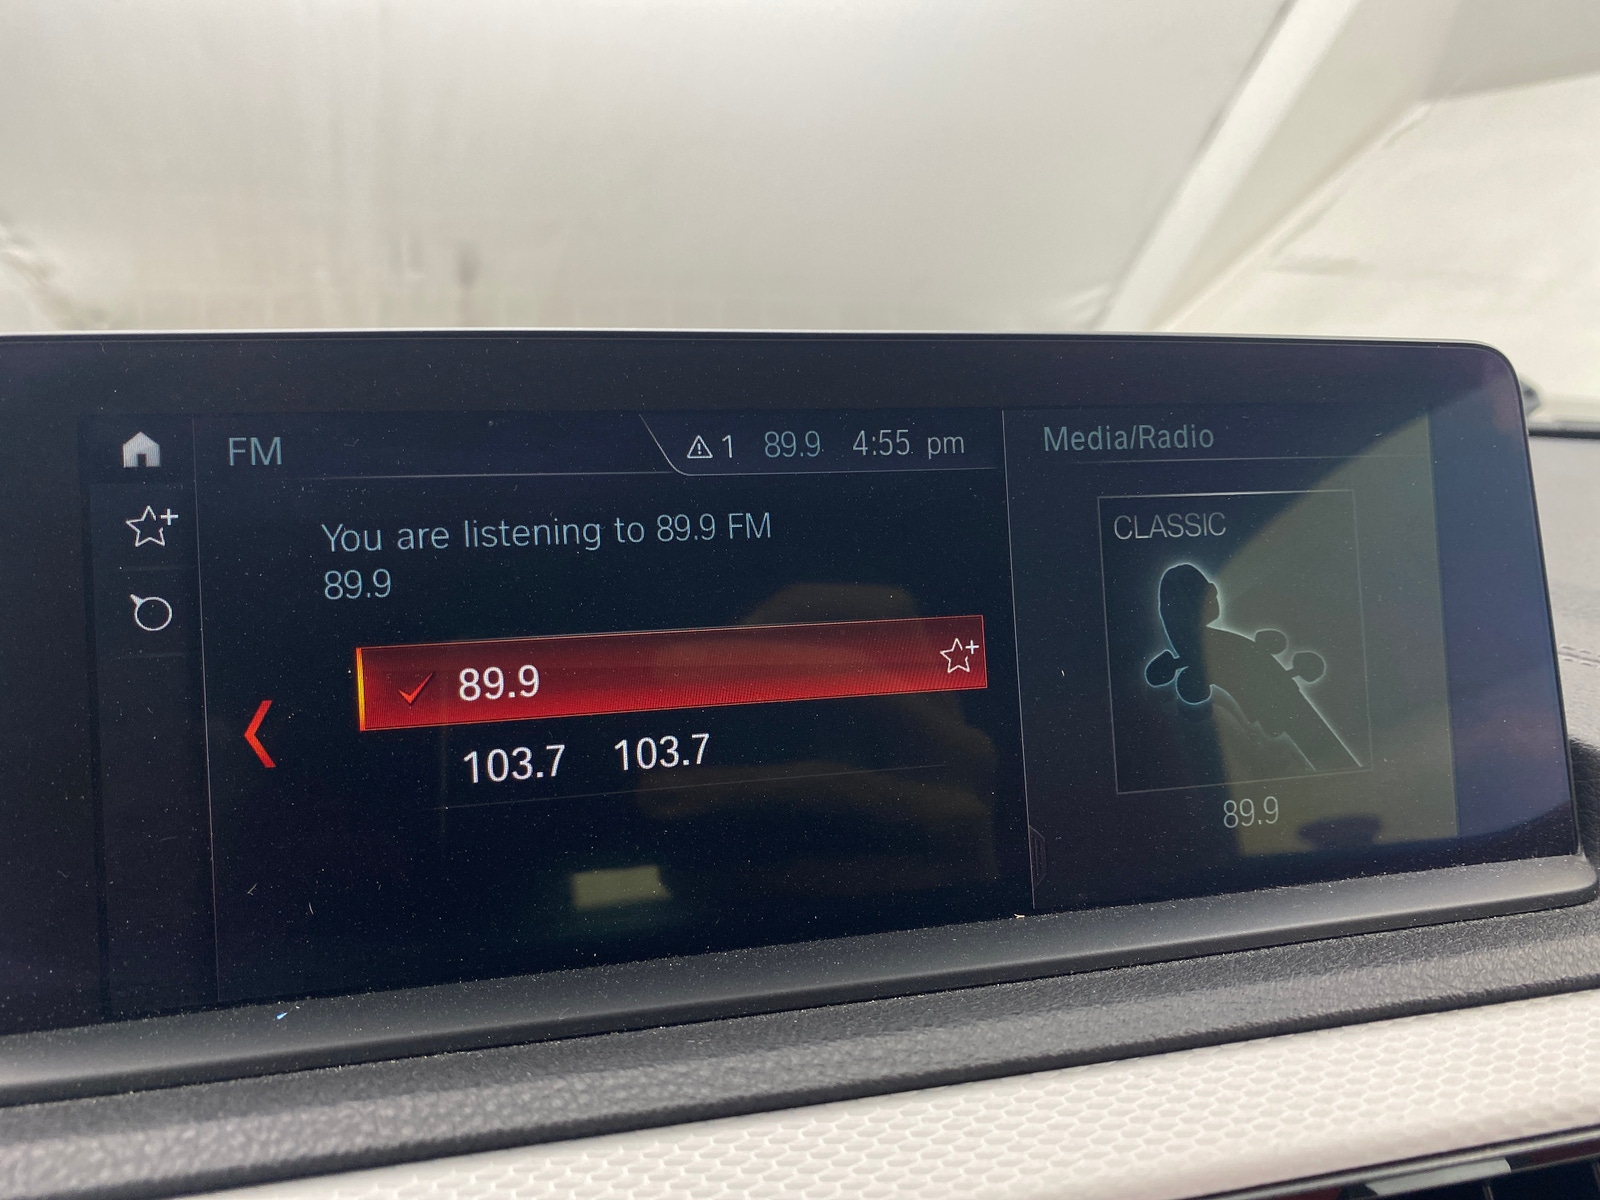 FM
1 89.9 4:55 pm
Media/Radio
You are listening to 89.9 FM
89.9
CLASSIC
89.9
103.7 103.7
89.9